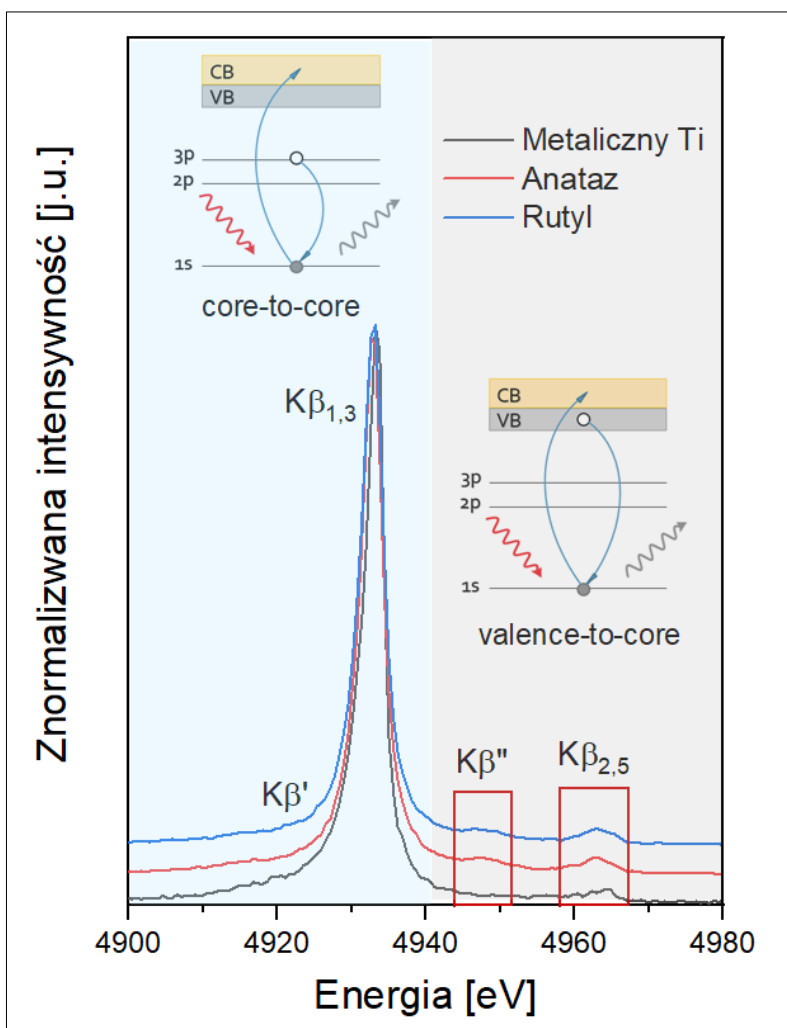 CB
VB
3p
2p
1s
core-to-core
Metaliczny Ti
Anataz
Rutyl
Kβ₁,₃
CB
VB
3p
2p
1s
valence-to-core
Kβ'
Kβ"
Kβ₂,₅
Znormalizwana intensywność [j.u.]
4900
4920
4940
4960
4980
Energia [eV]